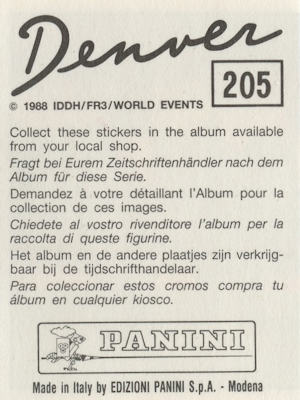 Denver
205
© 1988 IDDH/FR3/WORLD EVENTS
Collect these stickers in the album available
from your local shop.
Fragt bei Eurem Zeitschriftenhändler nach dem
Album für diese Serie.
Demandez à votre détaillant l'Album pour la
collection de ces images.
Chiedete al vostro rivenditore l'album per la
raccolta di queste figurine.
Het album en de andere plaatjes zijn verkrijg-
baar bij de tijdschrifthandelaar.
Para coleccionar estos cromos compra tu
álbum en cualquier kiosco.
PANINI
Made in Italy by EDIZIONI PANINI S.p.A. - Modena